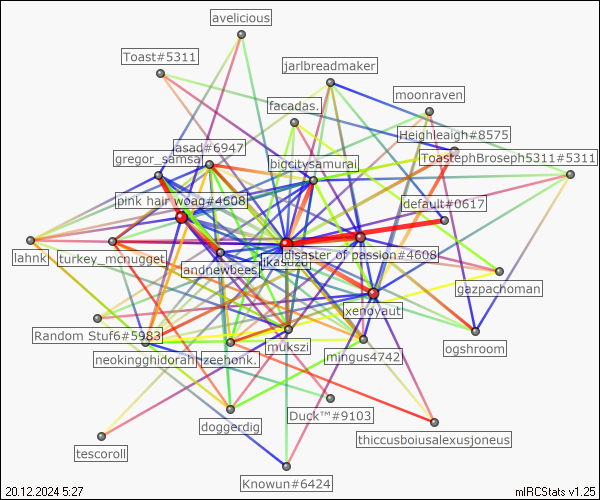 avelicious
Toast#5311
jarlbreadmaker
moonraven
facadas.
Heighleaigh#8575
asad#6947
ToastephBroseph5311#5311
gregor_samsa
bigcitysamurai
pink hair woag#4608
default#0617
lahnk
turkey_mcnugget
disaster of passion#4608
andnewbees
gazpachoman
xenoyaut
Random Stuf6#5983
mukszi
ogshroom
neokingghidorah
zeehonk.
mingus4742
doggerdig
Duck™#9103
thiccusboiusalexusjoneus
tescoroll
Knowun#6424
20.12.2024 5:27
mIRCStats v1.25